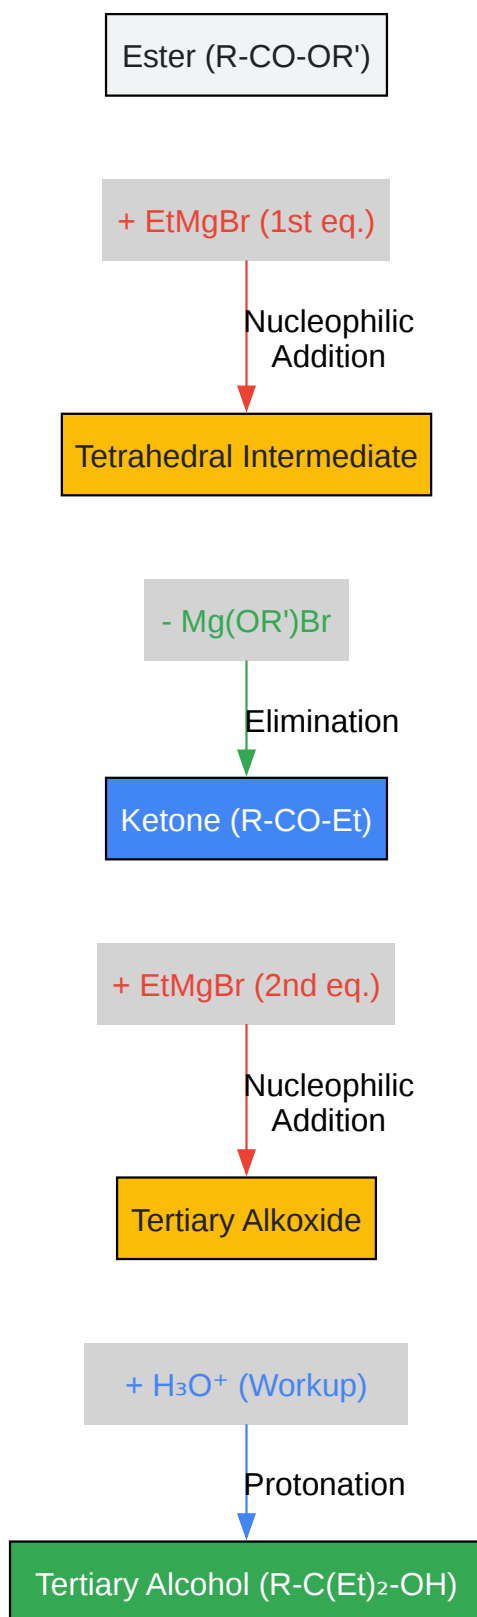 Ester (R-CO-OR')
+ EtMgBr (1st eq.)
Nucleophilic
Addition
Tetrahedral Intermediate
- Mg(OR')Br
Elimination
Ketone (R-CO-Et)
+ EtMgBr (2nd eq.)
Nucleophilic
Addition
Tertiary Alkoxide
+ H₃O⁺ (Workup)
Protonation
Tertiary Alcohol (R-C(Et)₂-OH)